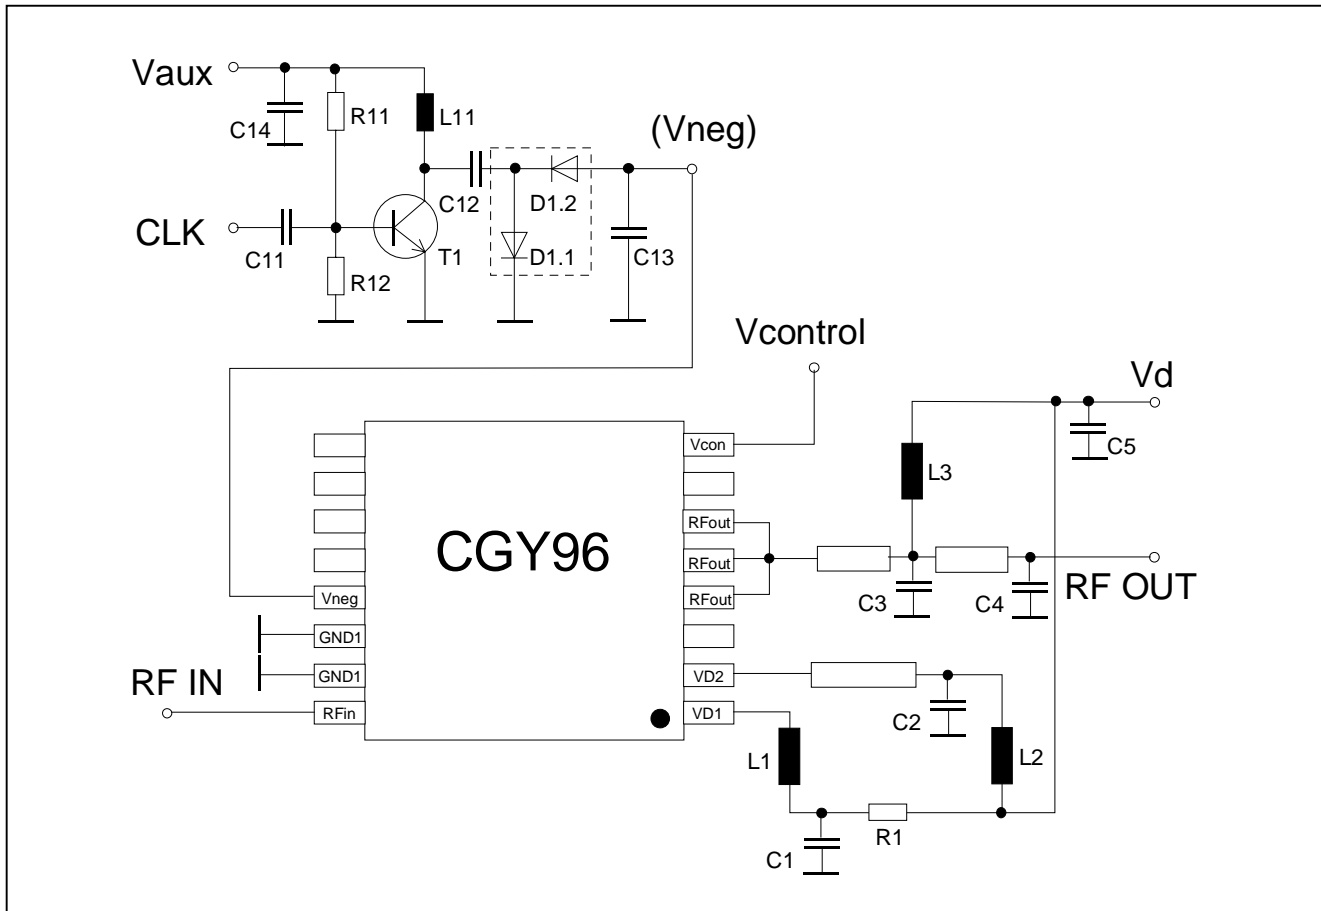 Vaux
C14
R11
L11
(Vneg)
C12
D1.2
CLK
C11
T1
D1.1
C13
R12
Vcontrol
Vd
Vcon
C5
L3
RFout
CGY96
RFout
RF OUT
Vneg
RFout
C3
C4
GND1
RF IN
GND1
VD2
RFin
VD1
C2
L1
L2
R1
C1